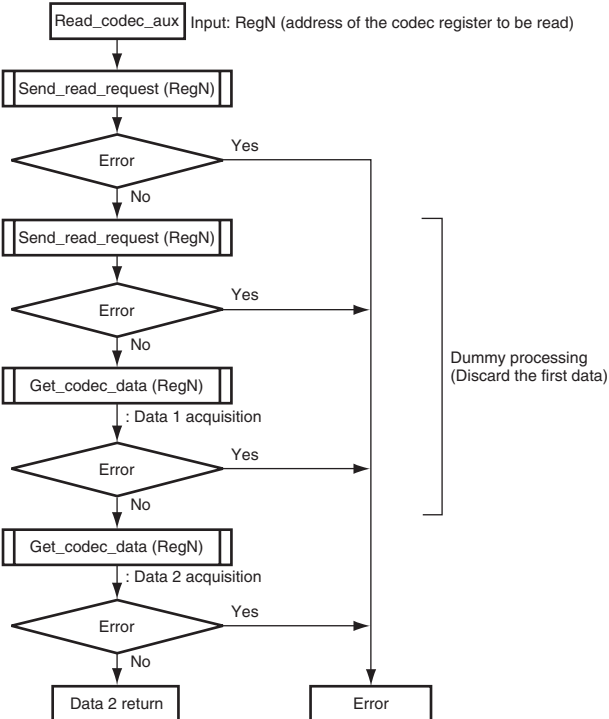 Read_codec_aux
Input: RegN (address of the codec register to be read)
Send_read_request (RegN)
Error
Yes
No
Send_read_request (RegN)
Error
Yes
No
Dummy processing
(Discard the first data)
Get_codec_data (RegN)
: Data 1 acquisition
Error
Yes
No
Get_codec_data (RegN)
: Data 2 acquisition
Error
Yes
No
Data 2 return
Error